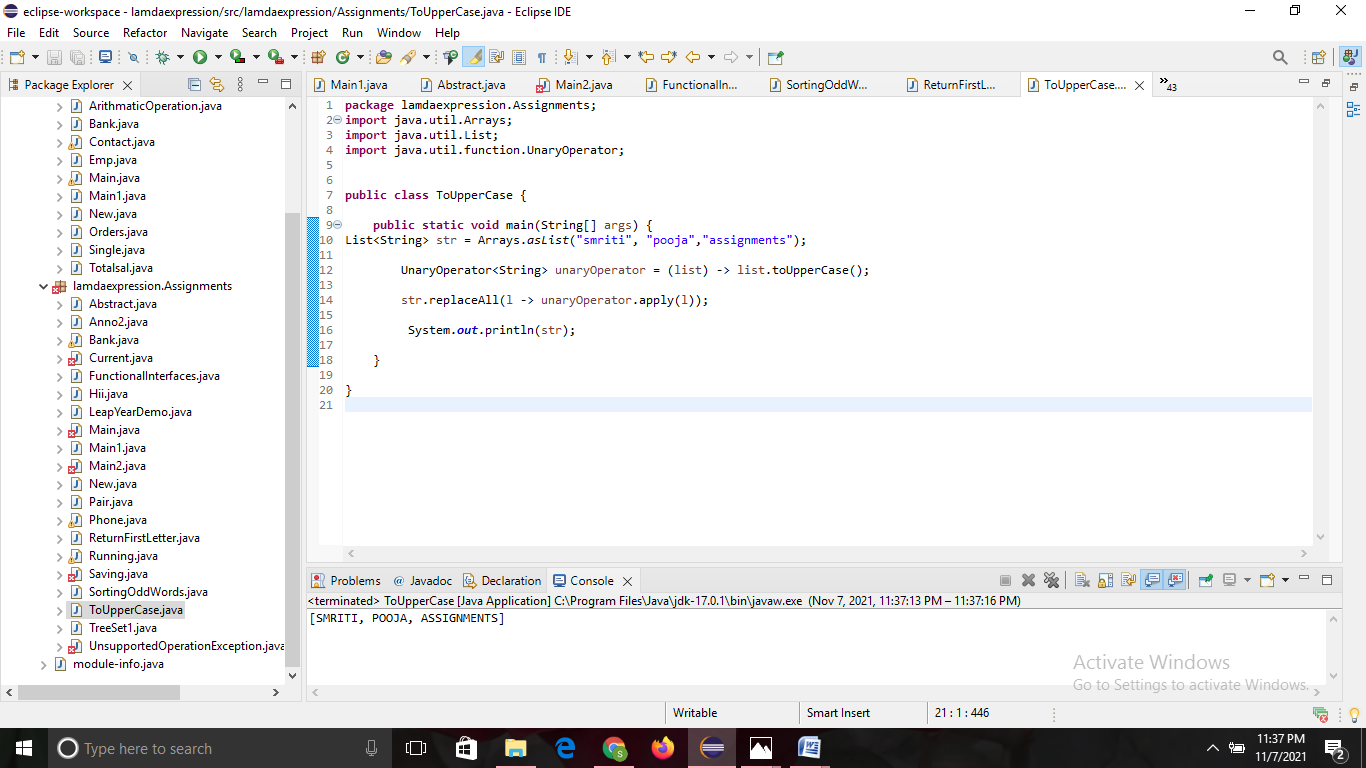 eclipse-workspace - lamdaexpression/src/lamdaexpression/Assignments/ToUpperCase.java - Eclipse IDE
File Edit Source Refactor Navigate Search Project Run Window Help
Package Explorer
ArithmaticOperation.java
Bank.java
Contact.java
Emp.java
Main.java
Main1.java
New.java
Orders.java
Single.java
Totalsal.java
lamdaexpression.Assignments
Abstract.java
Anno2.java
Bank.java
Current.java
FunctionalInterfaces.java
Hii.java
LeapYearDemo.java
Main.java
Main1.java
Main2.java
New.java
Pair.java
Phone.java
ReturnFirstLetter.java
Running.java
Saving.java
SortingOddWords.java
ToUpperCase.java
TreeSet1.java
UnsupportedOperationException.java
module-info.java
Main1.java Abstract.java Main2.java FunctionalIn... SortingOddW... ReturnFirstL... ToUpperCase.... 43
1 package lamdaexpression.Assignments;
2 import java.util.Arrays;
3 import java.util.List;
4 import java.util.function.UnaryOperator;
5
6
7 public class ToUpperCase {
8
9 public static void main(String[] args) {
10 List<String> str = Arrays.asList("smriti", "pooja","assignments");
11
12 UnaryOperator<String> unaryOperator = (list) -> list.toUpperCase();
13
14 str.replaceAll(l -> unaryOperator.apply(l));
15
16 System.out.println(str);
17
18 }
19
20 }
21
Problems Javadoc Declaration Console
<terminated> ToUpperCase [Java Application] C:\Program Files\Java\jdk-17.0.1\bin\javaw.exe (Nov 7, 2021, 11:37:13 PM – 11:37:16 PM)
[SMRITI, POOJA, ASSIGNMENTS]
Activate Windows
Go to Settings to activate Windows.
Writable Smart Insert 21 : 1 : 446
Type here to search
11:37 PM
11/7/2021
2